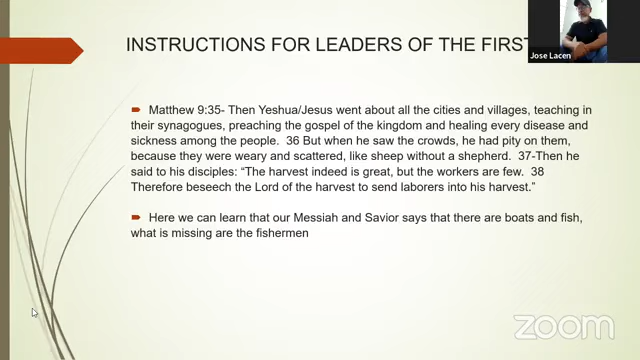 INSTRUCTIONS FOR LEADERS OF THE FIRST
Jose Lacen
Matthew 9:35- Then Yeshua/Jesus went about all the cities and villages, teaching in
their synagogues, preaching the gospel of the kingdom and healing every disease and
sickness among the people. 36 But when he saw the crowds, he had pity on them,
because they were weary and scattered, like sheep without a shepherd. 37-Then he
said to his disciples: “The harvest indeed is great, but the workers are few. 38
Therefore beseech the Lord of the harvest to send laborers into his harvest.”
Here we can learn that our Messiah and Savior says that there are boats and fish,
what is missing are the fishermen
zoom